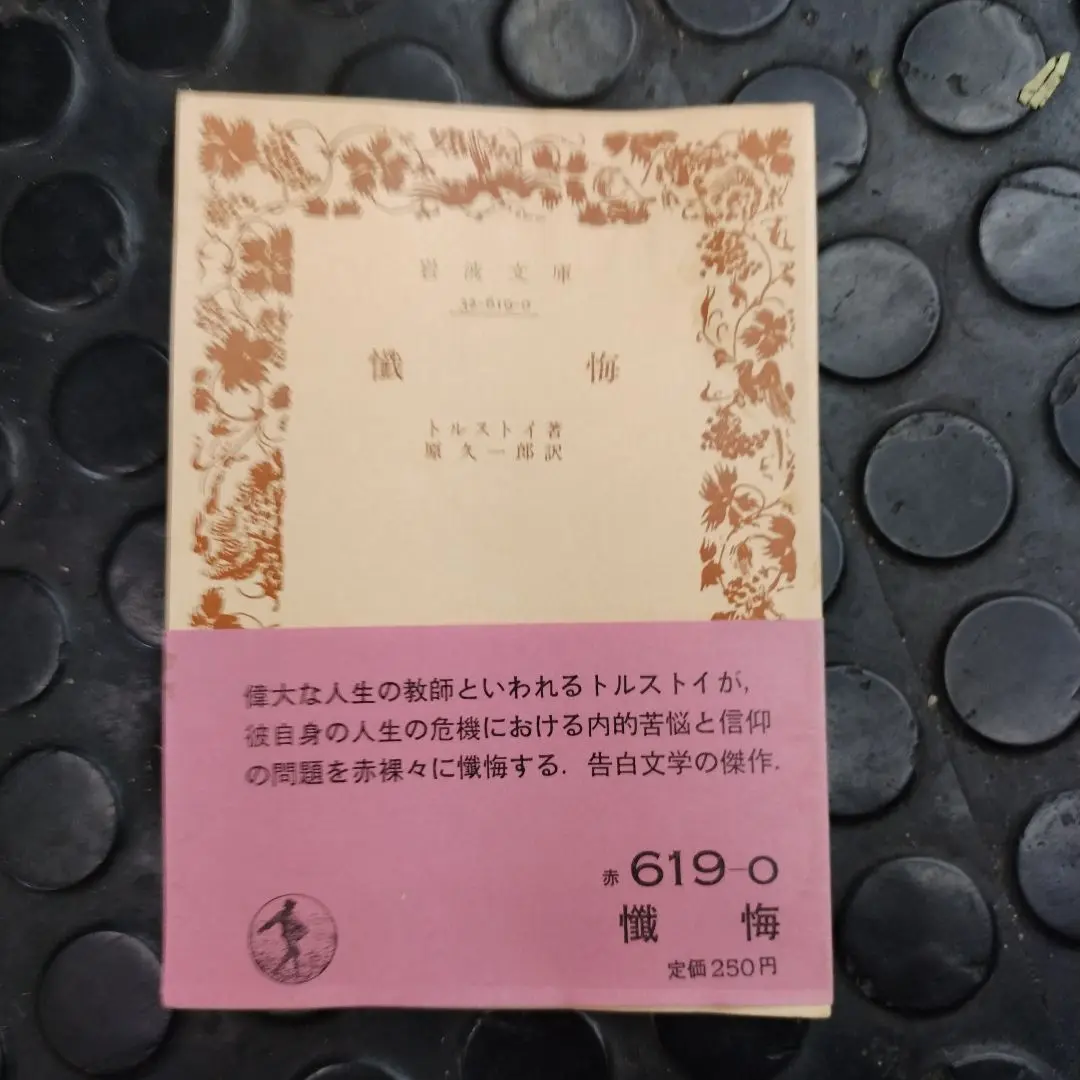 岩波文庫
32-619-0
懺悔
トルストイ著
原久一郎訳
偉大な人生の教師といわれるトルストイが,
彼自身の人生の危機における内的苦悩と信仰
の問題を赤裸々に懺悔する. 告白文学の傑作.
赤 619-0
懺悔
定価250円